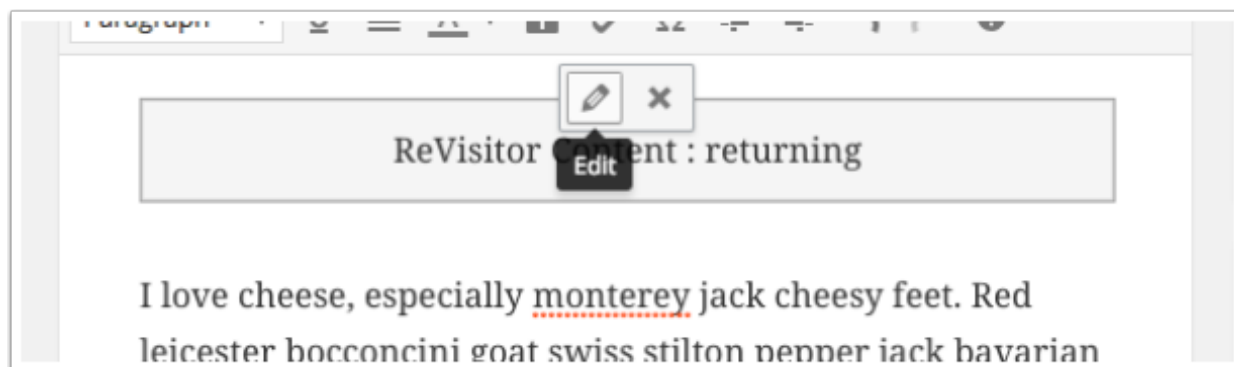 Paragraph
ReVisitor Content : returning
Edit
I love cheese, especially monterey jack cheesy feet. Red
leicester bocconcini goat swiss stilton pepper jack bavarian